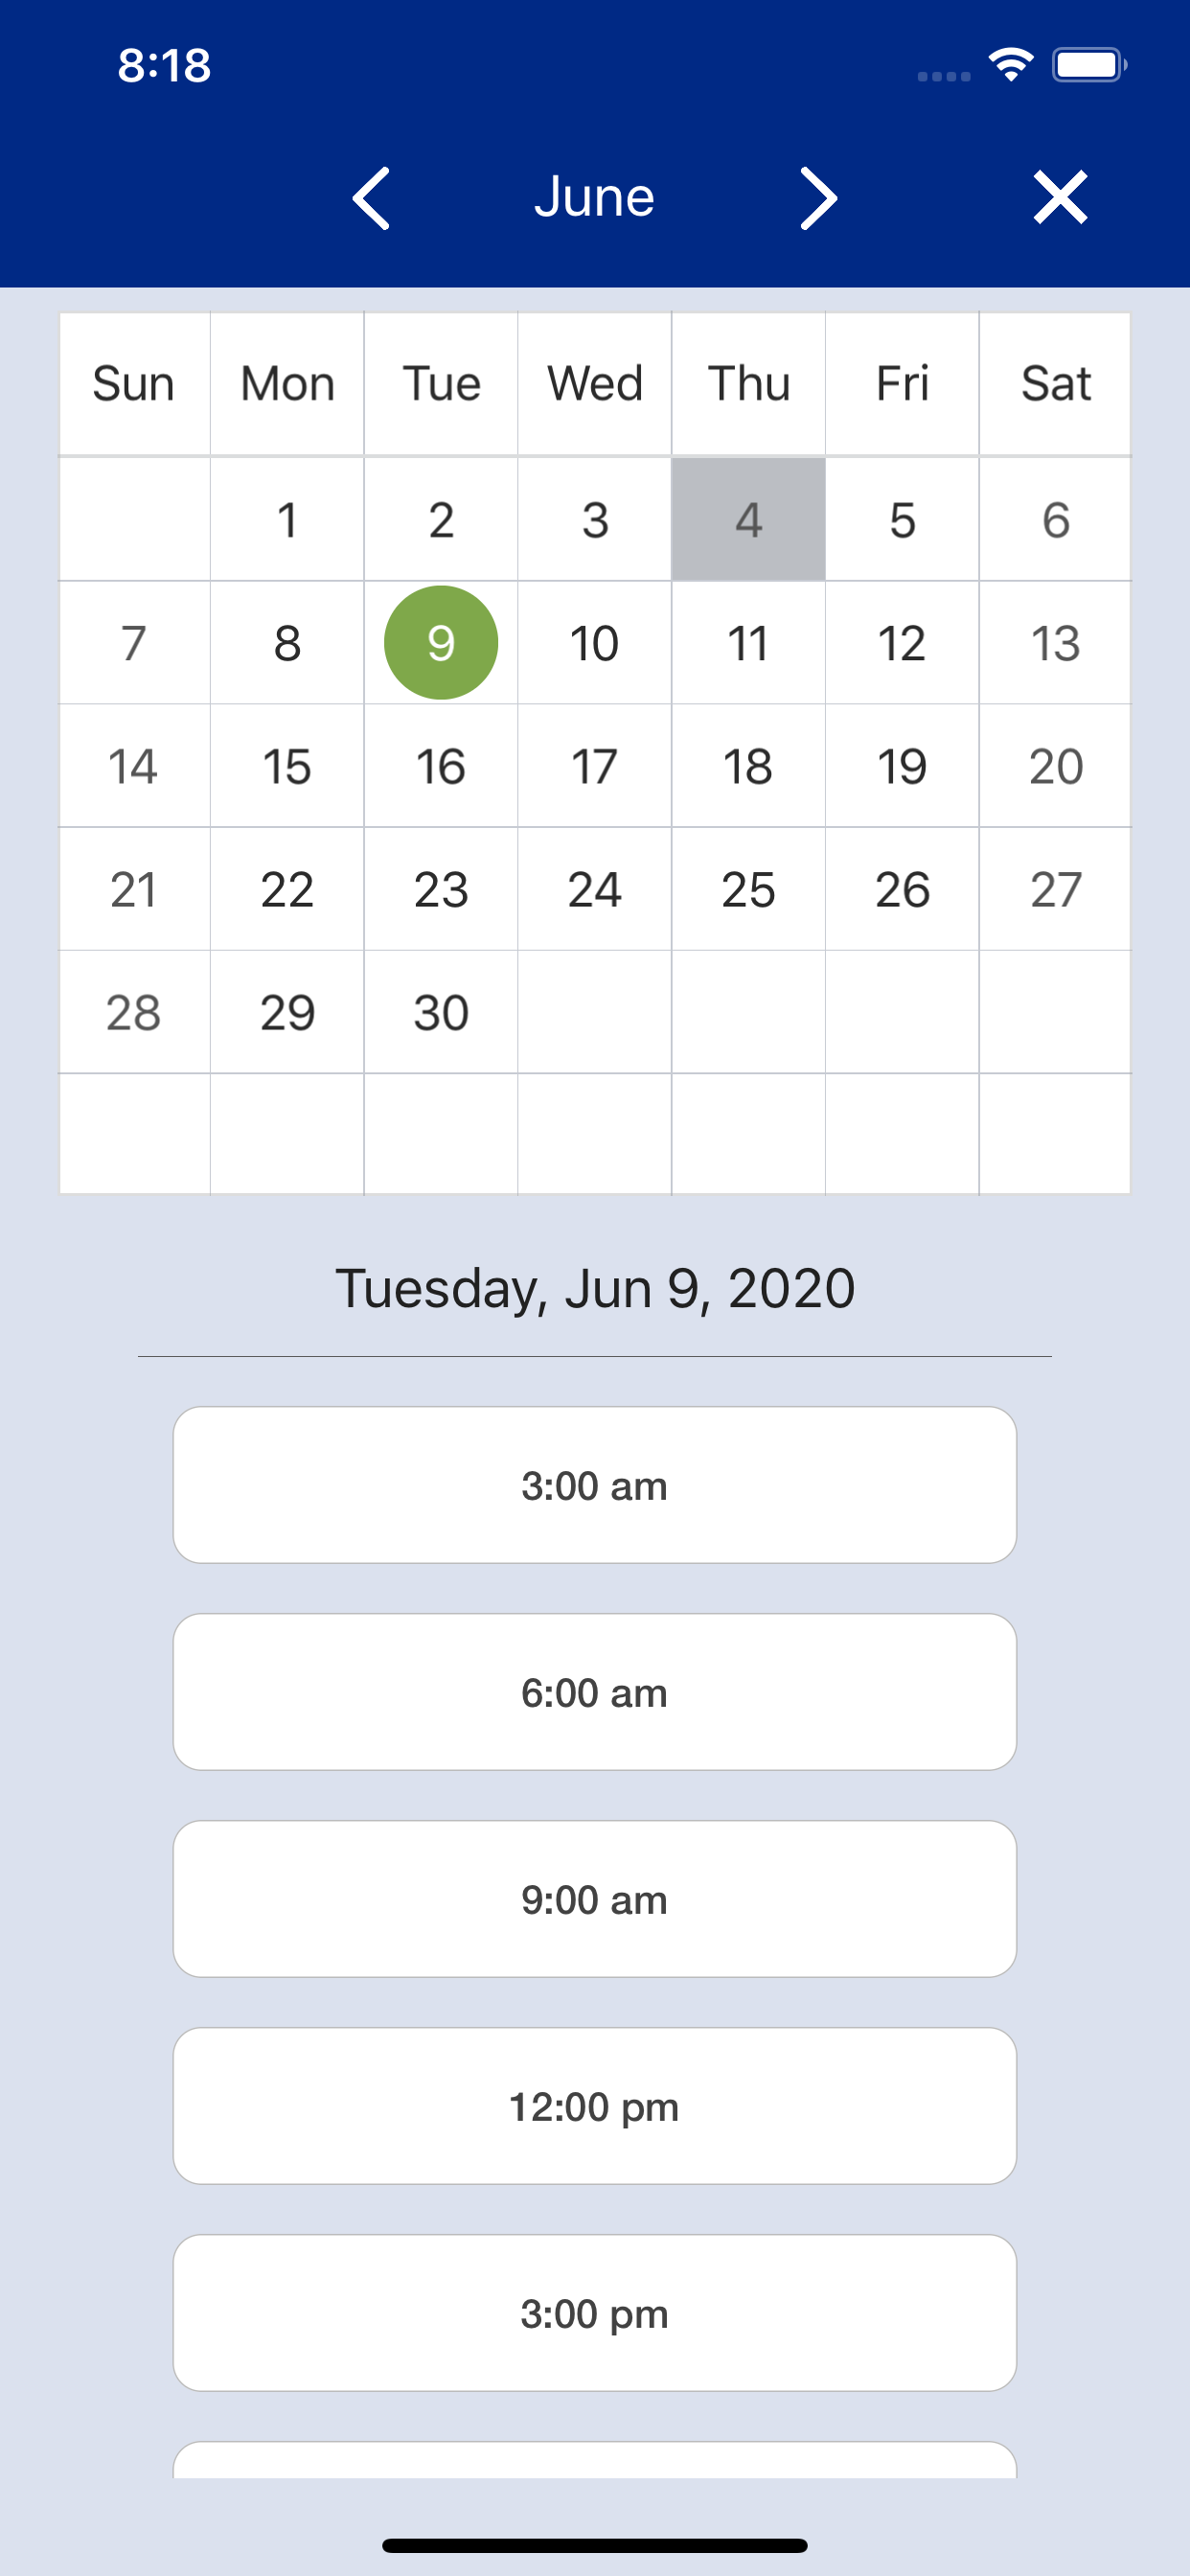 8:18
June
Sun Mon Tue Wed Thu Fri Sat
1 2 3 4 5 6
7 8 9 10 11 12 13
14 15 16 17 18 19 20
21 22 23 24 25 26 27
28 29 30
Tuesday, Jun 9, 2020
3:00 am
6:00 am
9:00 am
12:00 pm
3:00 pm